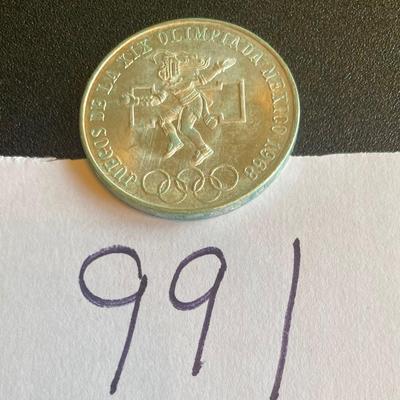 JUEGOS DE LA XIX OLIMPIADA MEXICO 1968
991